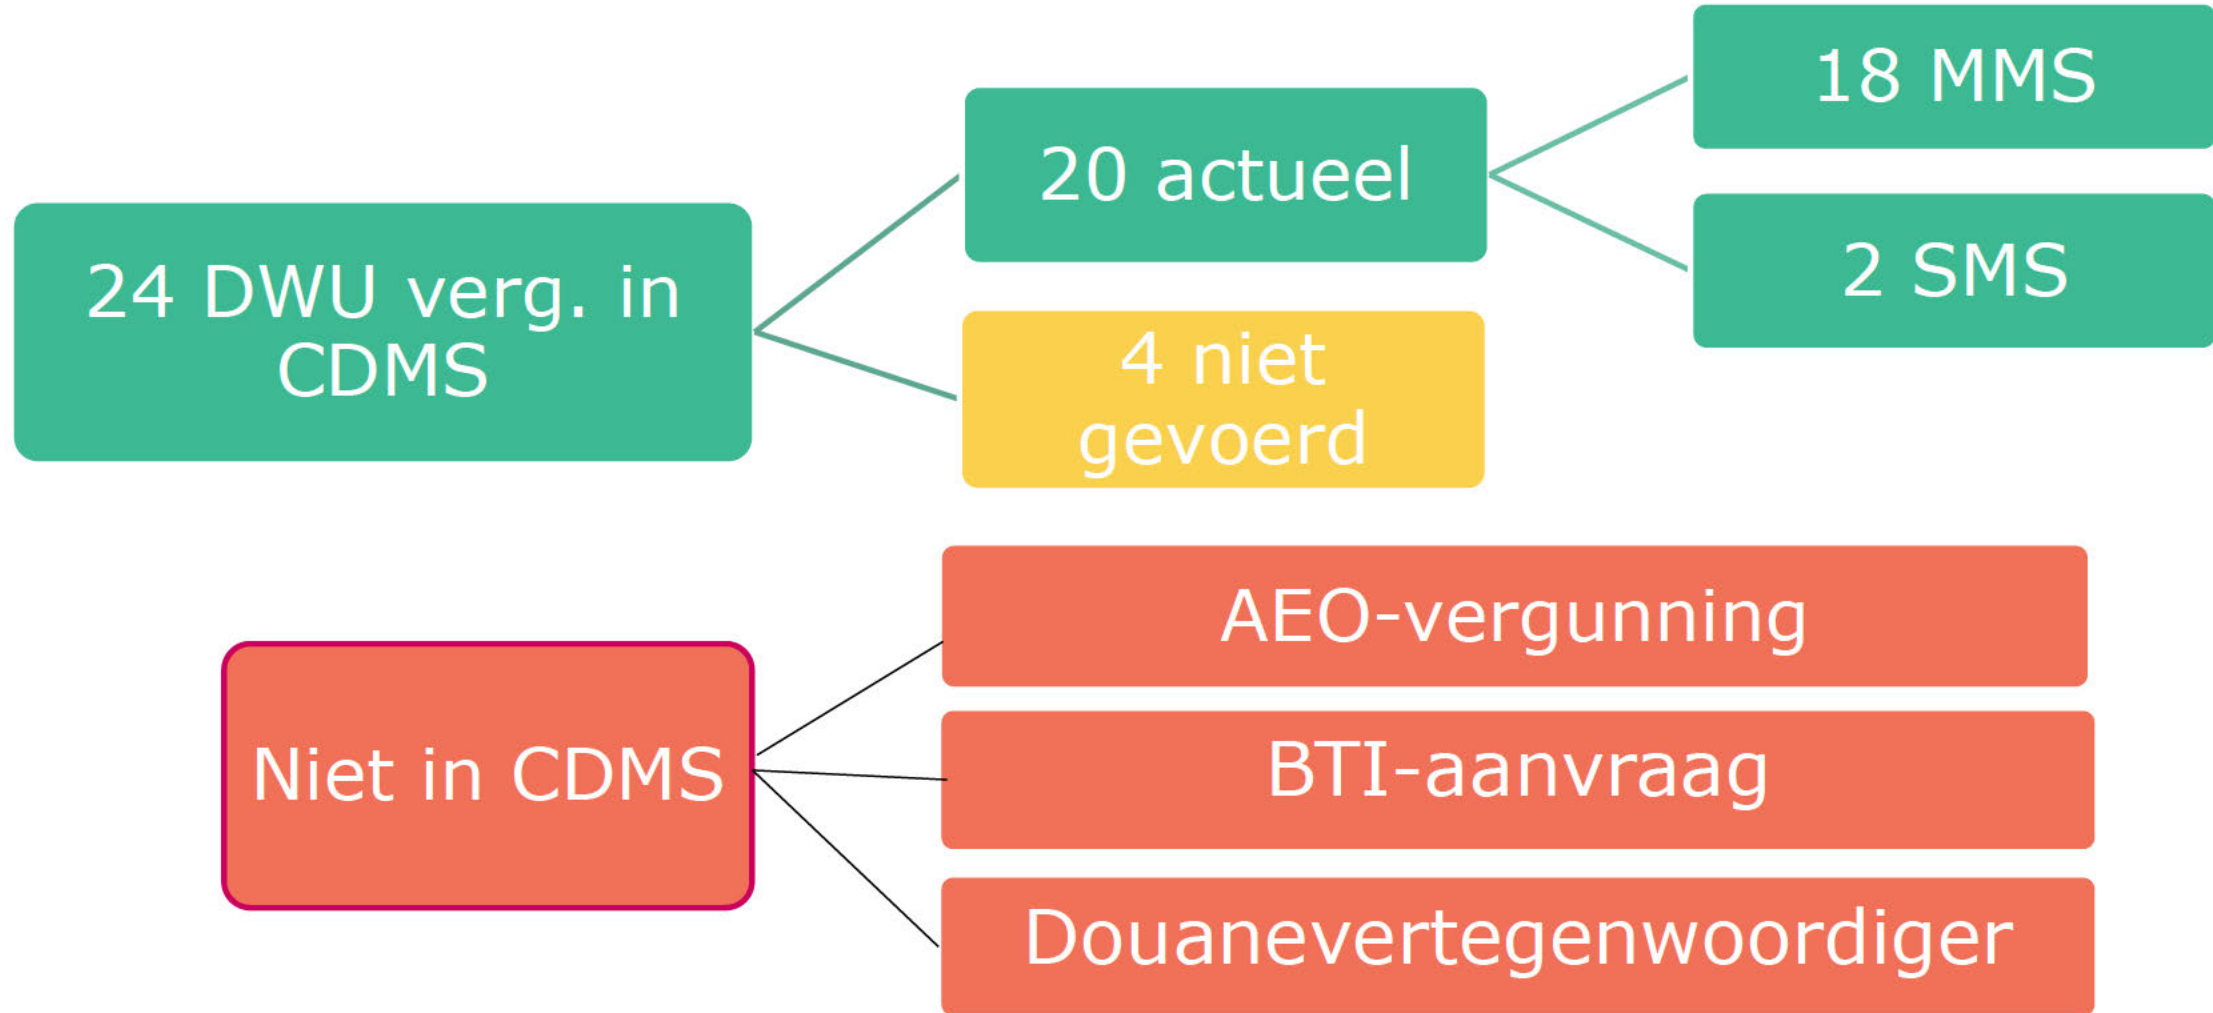 24 DWU verg. in
CDMS
20 actueel
4 niet
gevoerd
18 MMS
2 SMS
Niet in CDMS
AEO-vergunning
BTI-aanvraag
Douanevertegenwoordiger